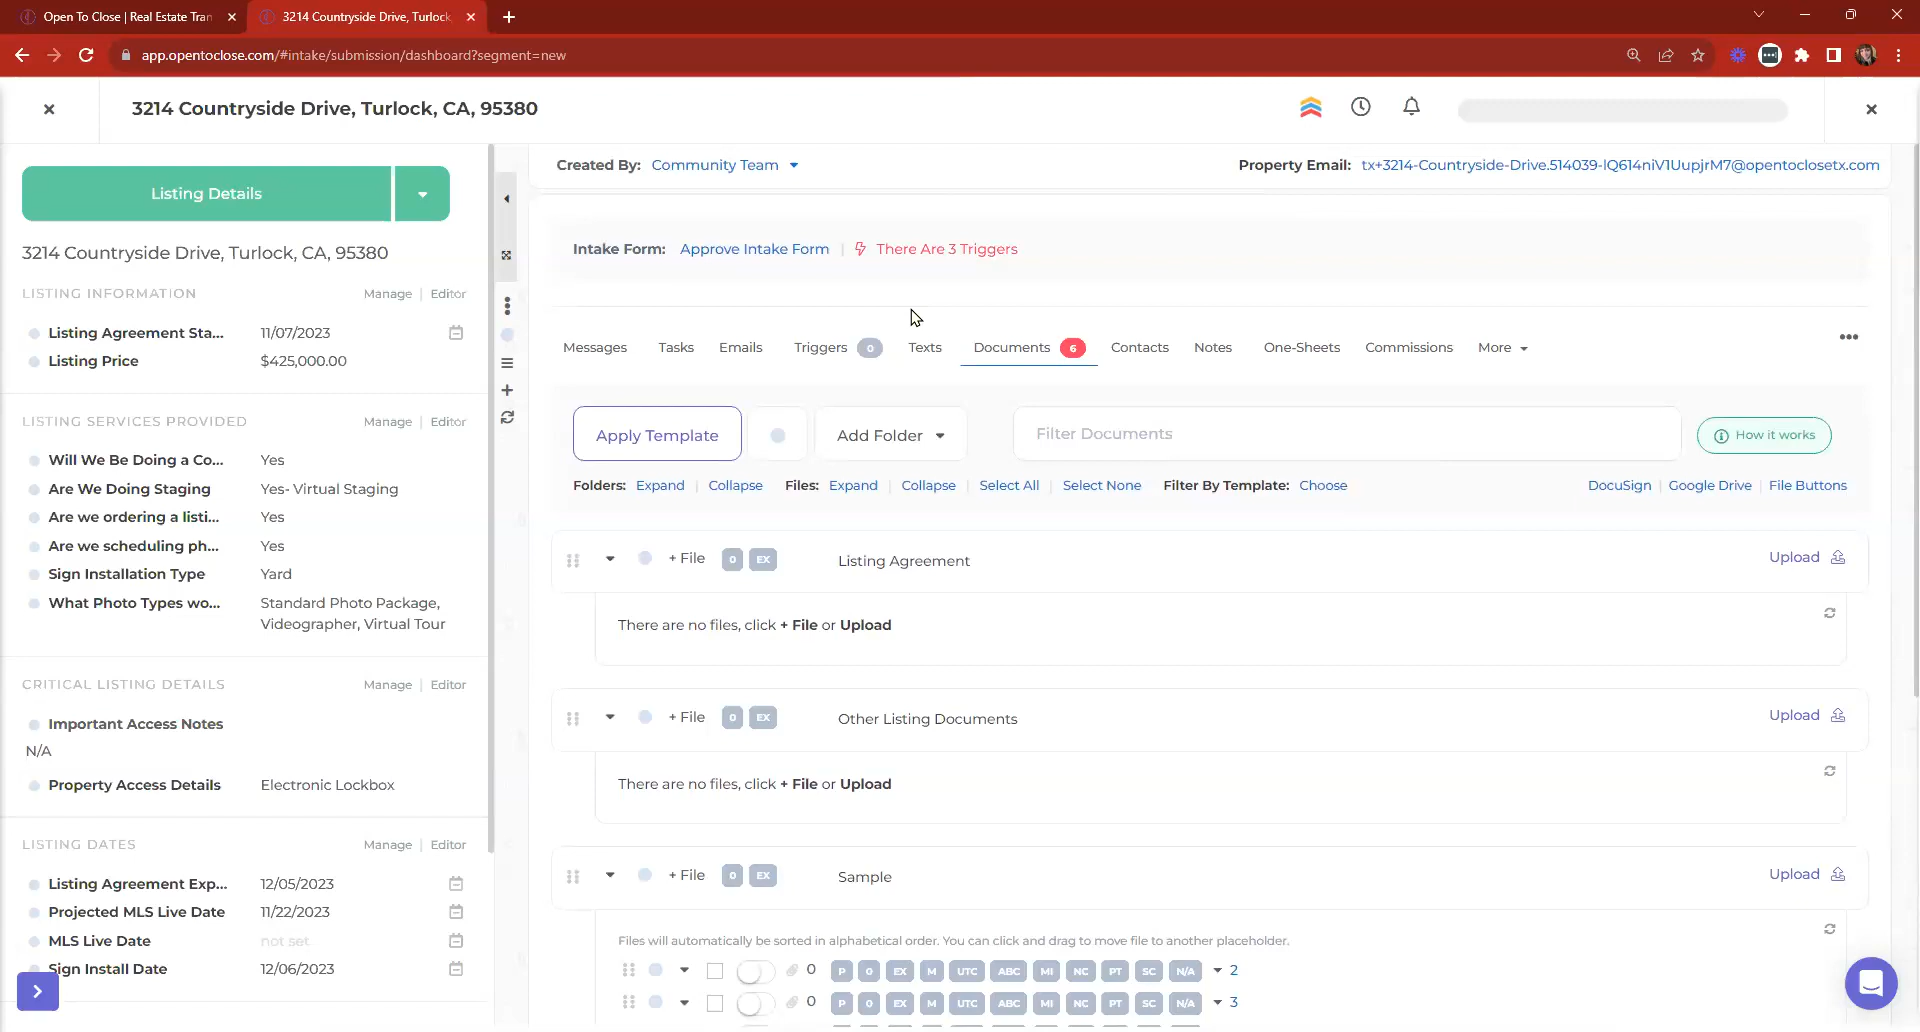 Open To Close | Real Estate Tran
3214 Countryside Drive, Turlock,
app.opentoclose.com/#intake/submission/dashboard?segment=new
3214 Countryside Drive, Turlock, CA, 95380
Listing Details
3214 Countryside Drive, Turlock, CA, 95380
LISTING INFORMATION Manage | Editor
Listing Agreement Sta... 11/07/2023
Listing Price $425,000.00
LISTING SERVICES PROVIDED Manage | Editor
Will We Be Doing a Co... Yes
Are We Doing Staging Yes- Virtual Staging
Are we ordering a listi... Yes
Are we scheduling ph... Yes
Sign Installation Type Yard
What Photo Types wo... Standard Photo Package,
Videographer, Virtual Tour
CRITICAL LISTING DETAILS Manage | Editor
Important Access Notes
N/A
Property Access Details Electronic Lockbox
LISTING DATES Manage | Editor
Listing Agreement Exp... 12/05/2023
Projected MLS Live Date 11/22/2023
MLS Live Date not set
Sign Install Date 12/06/2023
Created By: Community Team
Property Email: tx+3214-Countryside-Drive.514039-lQ614niV1UupjrM7@opentoclosetx.com
Intake Form: Approve Intake Form | There Are 3 Triggers
Messages Tasks Emails Triggers 0 Texts Documents 6 Contacts Notes One-Sheets Commissions More
Apply Template Add Folder Filter Documents How it works
Folders: Expand | Collapse Files: Expand | Collapse | Select All | Select None Filter By Template: Choose DocuSign | Google Drive | File Buttons
+ File 0 EX Listing Agreement Upload
There are no files, click + File or Upload
+ File 0 EX Other Listing Documents Upload
There are no files, click + File or Upload
+ File 0 EX Sample Upload
Files will automatically be sorted in alphabetical order. You can click and drag to move file to another placeholder.
0 P 0 EX M UTC ABC MI NC PT SC N/A 2
0 P 0 EX M UTC ABC MI NC PT SC N/A 3